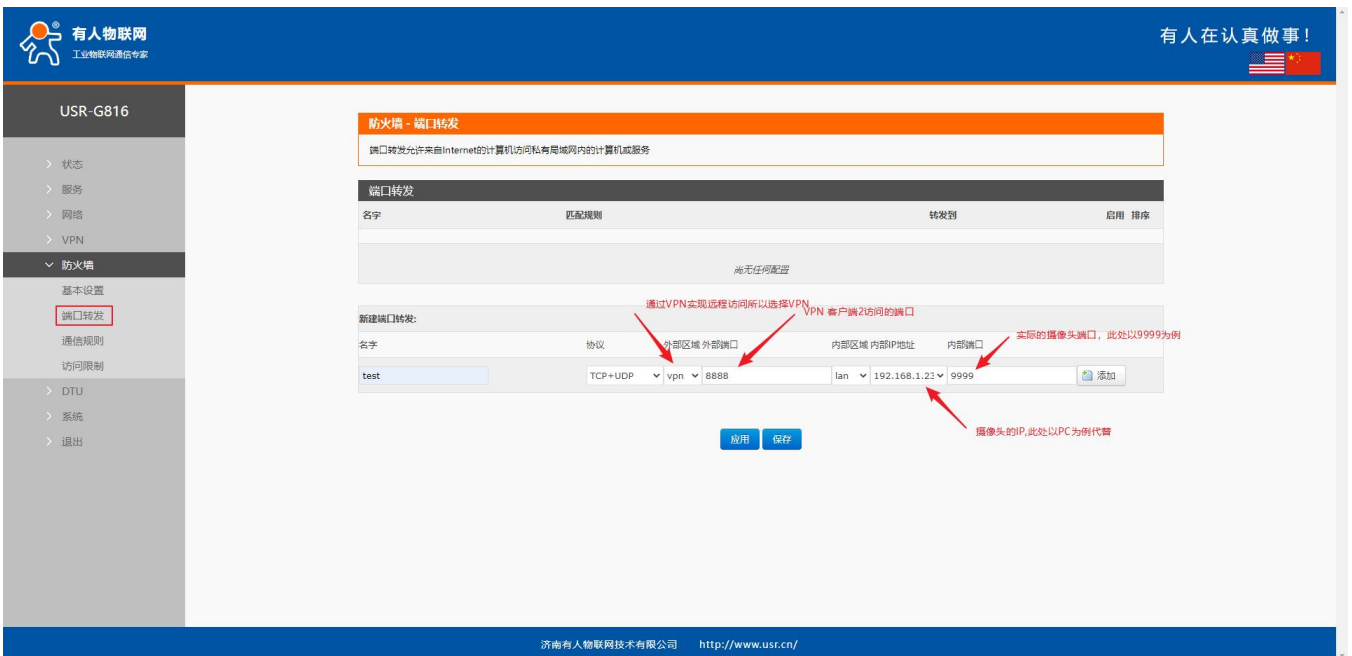 有人物联网
工业物联网通信专家
有人在认真做事！
USR-G816
状态
服务
网络
VPN
防火墙
基本设置
端口转发
通信规则
访问限制
DTU
系统
退出
防火墙 - 端口转发
端口转发允许来自Internet的计算机访问私有局域网内的计算机或服务
端口转发
名字 匹配规则 转发到 启用 排序
尚无任何配置
通过VPN实现远程访问所以选择VPN
VPN 客户端2访问的端口
新建端口转发:
实际的摄像头端口，此处以9999为例
名字 协议 外部区域 外部端口 内部区域 内部IP地址 内部端口
test TCP+UDP vpn 8888 lan 192.168.1.23 9999 添加
摄像头的IP,此处以PC为例代替
应用 保存
济南有人物联网技术有限公司 http://www.usr.cn/